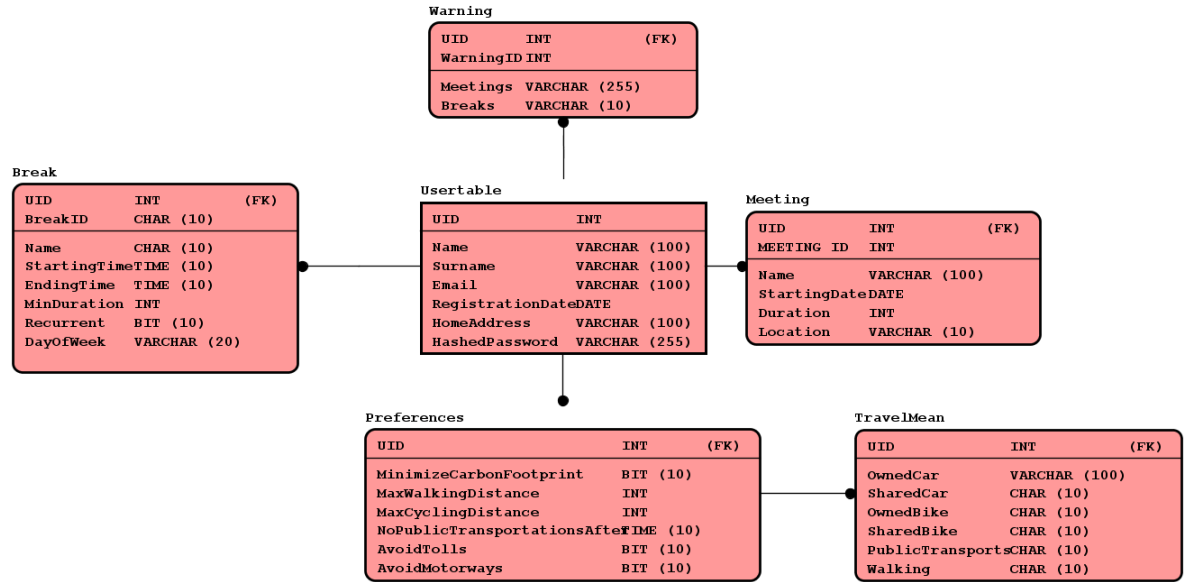 Warning
UID INT (FK)
WarningID INT
Meetings VARCHAR (255)
Breaks VARCHAR (10)
Break
UID INT (FK)
BreakID CHAR (10)
Name CHAR (10)
StartingTime TIME (10)
EndingTime TIME (10)
MinDuration INT
Recurrent BIT (10)
DayOfWeek VARCHAR (20)
Usertable
UID INT
Name VARCHAR (100)
Surname VARCHAR (100)
Email VARCHAR (100)
RegistrationDate DATE
HomeAddress VARCHAR (100)
HashedPassword VARCHAR (255)
Meeting
UID INT (FK)
MEETING ID INT
Name VARCHAR (100)
StartingDate DATE
Duration INT
Location VARCHAR (10)
Preferences
UID INT (FK)
MinimizeCarbonFootprint BIT (10)
MaxWalkingDistance INT
MaxCyclingDistance INT
NoPublicTransportationsAfter TIME (10)
AvoidTolls BIT (10)
AvoidMotorways BIT (10)
TravelMean
UID INT (FK)
OwnedCar VARCHAR (100)
SharedCar CHAR (10)
OwnedBike CHAR (10)
SharedBike CHAR (10)
PublicTransports CHAR (10)
Walking CHAR (10)